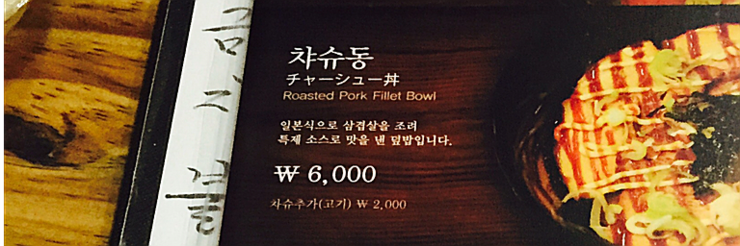 챠슈동
チャーシュー丼
Roasted Pork Fillet Bowl
일본식으로 삼겹살을 조려
특제 소스로 맛을 낸 덮밥입니다.
₩ 6,000
챠슈추가(고기) ₩ 2,000